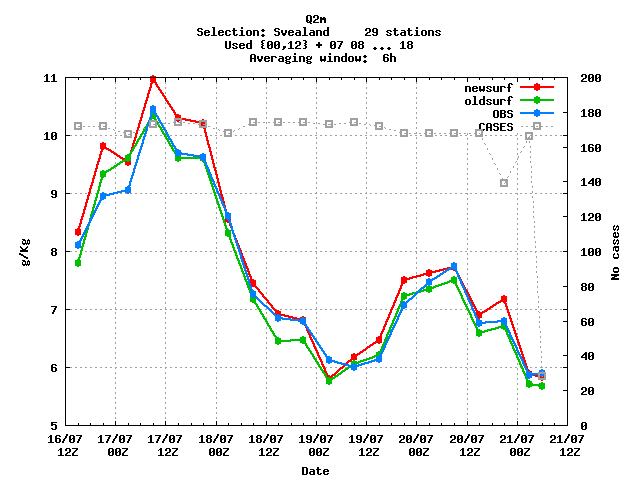 Q2m
Selection: Svealand     29 stations
Used {00,12} + 07 08 ... 18
Averaging window:  6h
newsurf
oldsurf
OBS
CASES
g/Kg
11
10
9
8
7
6
5
No cases
200
180
160
140
120
100
80
60
40
20
0
16/07 17/07 17/07 18/07 18/07 19/07 19/07 20/07 20/07 21/07 21/07
12Z 00Z 12Z 00Z 12Z 00Z 12Z 00Z 12Z 00Z 12Z
Date